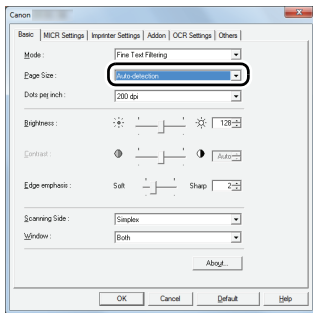 Canon
Basic MICR Settings Imprinter Settings Addon OCR Settings Others
Mode : Fine Text Filtering
Page Size : Auto-detection
Dots per inch : 200 dpi
Brightness : 128
Contrast : Auto
Edge emphasis : Soft Sharp 2
Scanning Side : Simplex
Window : Both
About...
OK Cancel Default Help